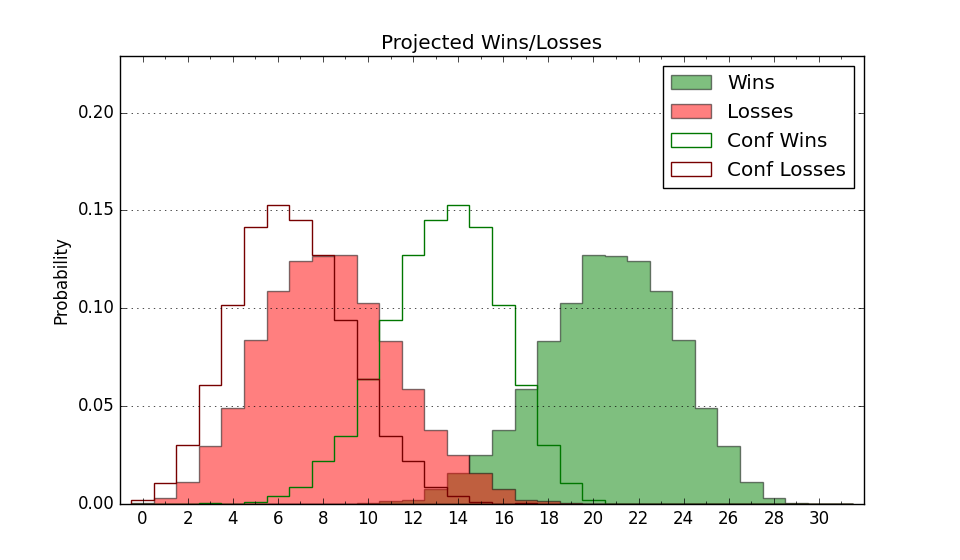 Projected Wins/Losses
Wins
Losses
Conf Wins
Conf Losses
Probability
0.20
0.15
0.10
0.05
0.00
0 2 4 6 8 10 12 14 16 18 20 22 24 26 28 30